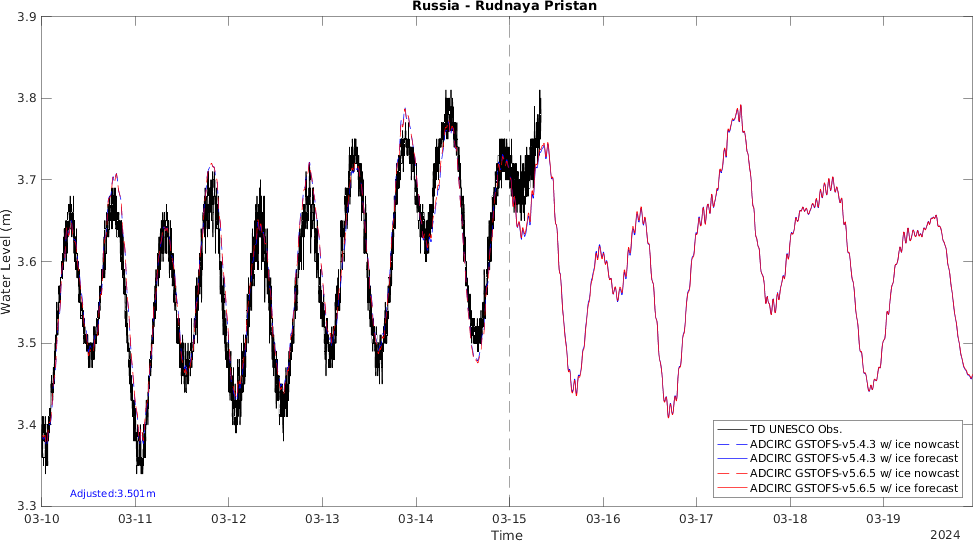 Russia - Rudnaya Pristan
3.9
3.8
3.7
3.6
3.5
3.4
3.3
Water Level (m)
Adjusted:3.501m
TD UNESCO Obs.
ADCIRC GSTOFS-v5.4.3 w/ ice nowcast
ADCIRC GSTOFS-v5.4.3 w/ ice forecast
ADCIRC GSTOFS-v5.6.5 w/ ice nowcast
ADCIRC GSTOFS-v5.6.5 w/ ice forecast
03-10 03-11 03-12 03-13 03-14 03-15 03-16 03-17 03-18 03-19
Time
2024